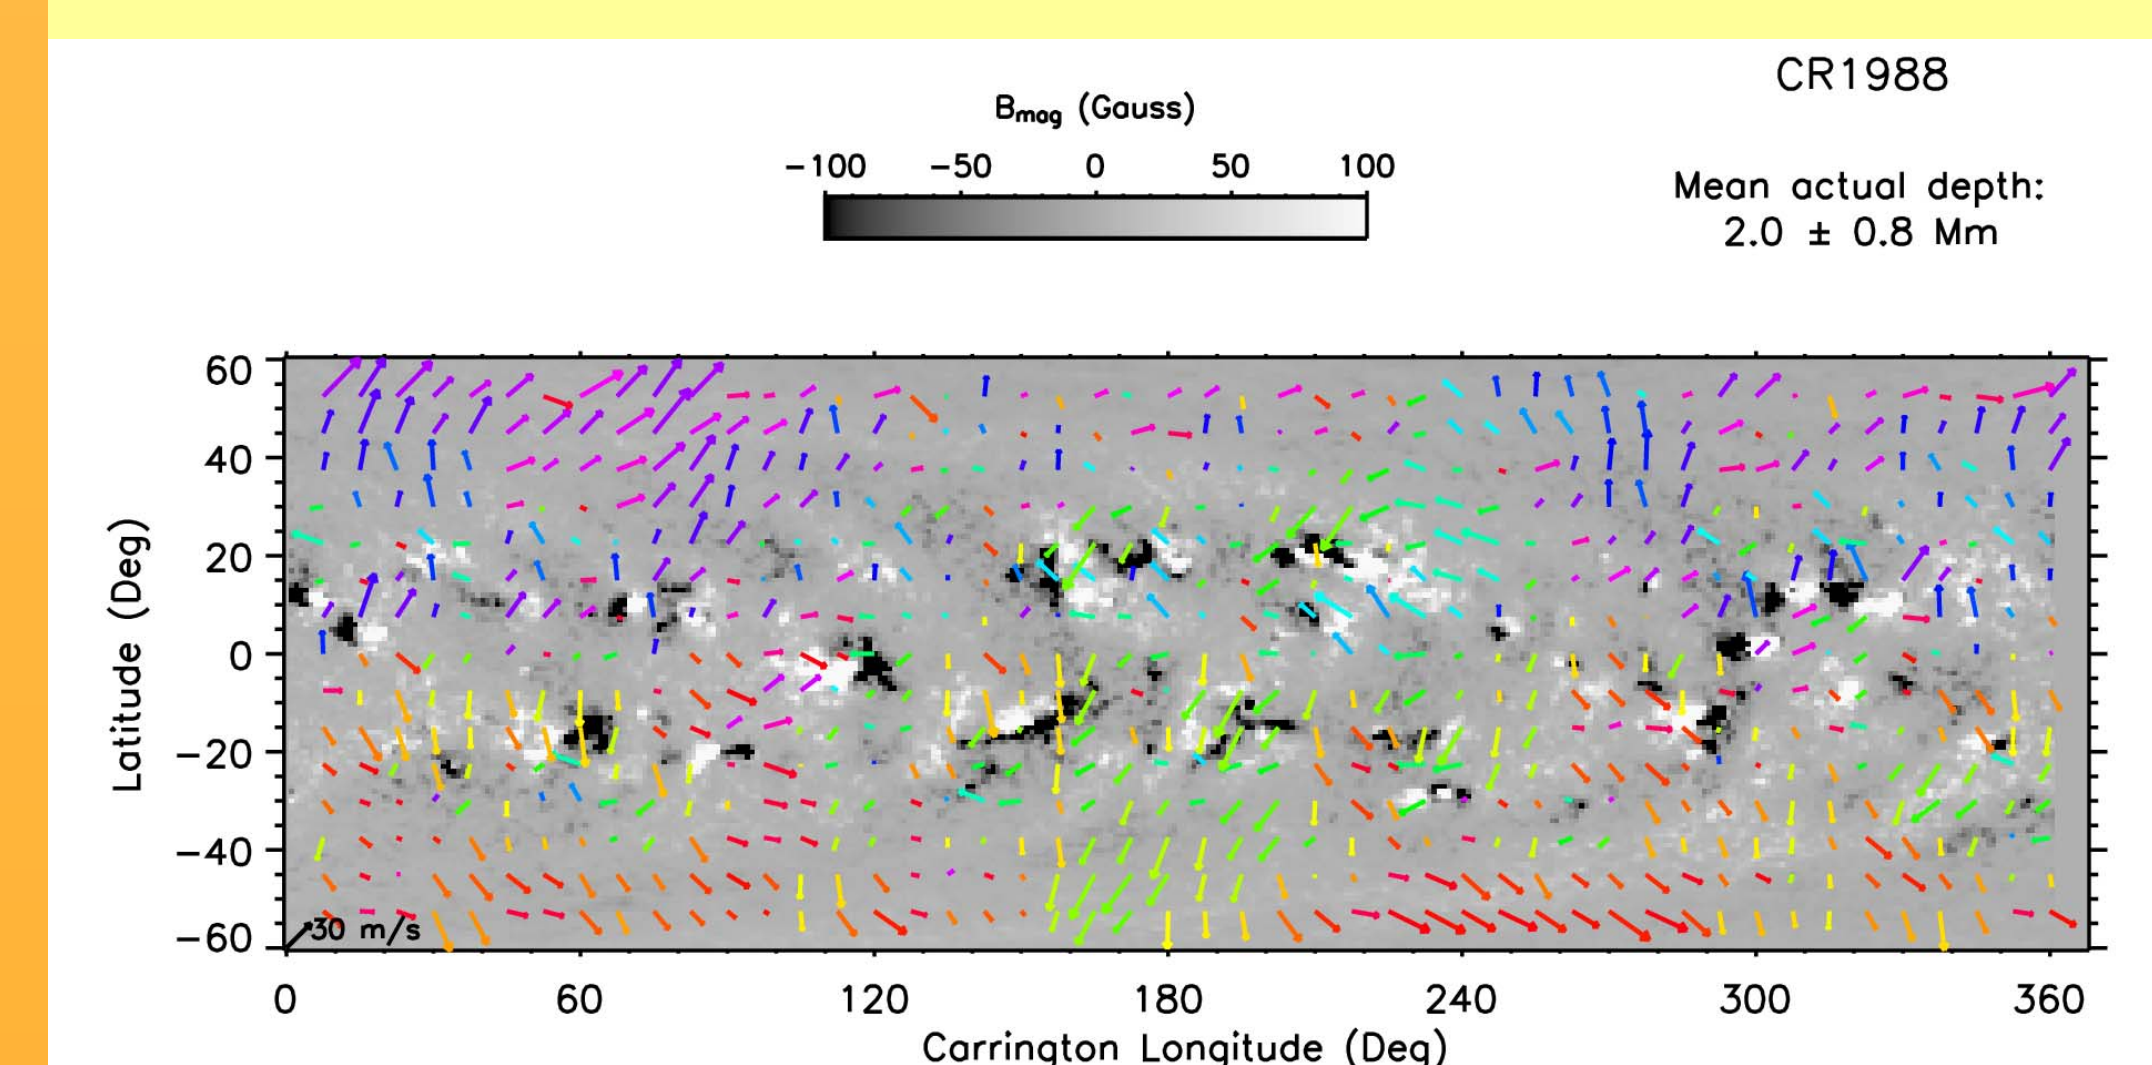 CR1988
Bmag (Gauss)
−100 −50 0 50 100
Mean actual depth:
2.0 ± 0.8 Mm
60
40
20
0
−20
−40
−60
Latitude (Deg)
30 m/s
0 60 120 180 240 300 360
Carrington Longitude (Deg)